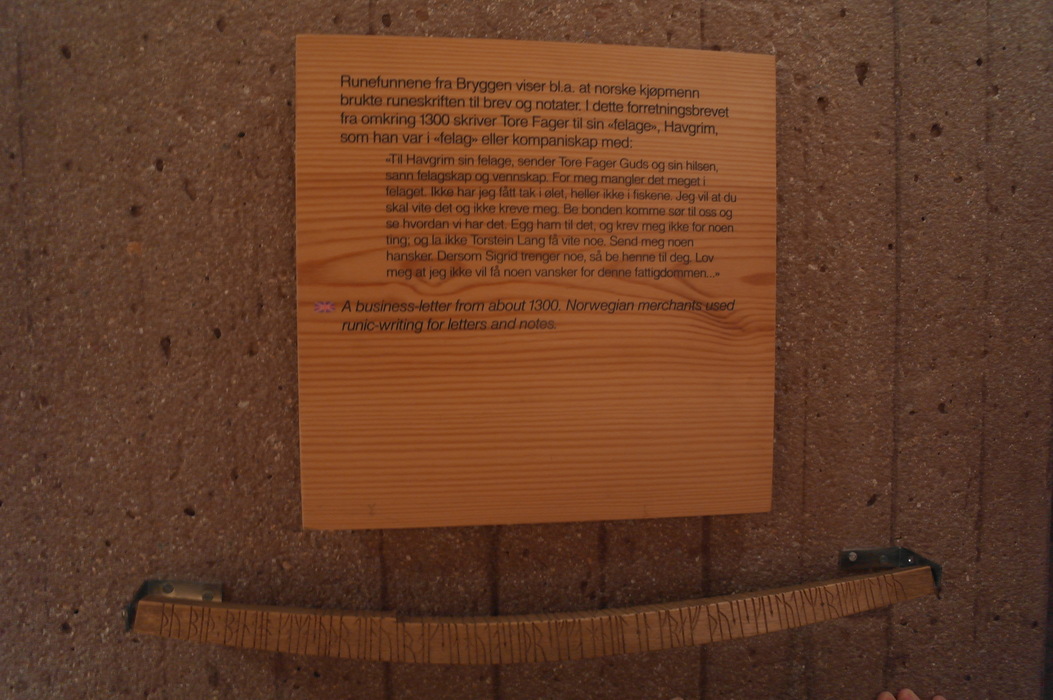 Runefunnene fra Bryggen viser bl.a. at norske kjøpmenn
brukte runeskriften til brev og notater. I dette forretningsbrevet
fra omkring 1300 skriver Tore Fager til sin «felage», Havgrim,
som han var i «felag» eller kompaniskap med:
«Til Havgrim sin felage, sender Tore Fager Guds og sin hilsen,
sann felagskap og vennskap. For meg mangler det meget i
felaget. Ikke har jeg fått tak i ølet, heller ikke i fiskene. Jeg vil at du
skal vite det og ikke kreve meg. Be bonden komme sør til oss og
se hvordan vi har det. Egg ham til det, og krev meg ikke for noen
ting; og la ikke Torstein Lang få vite noe. Send meg noen
hansker. Dersom Sigrid trenger noe, så be henne til deg. Lov
meg at jeg ikke vil få noen vansker for denne fattigdommen...»
A business-letter from about 1300. Norwegian merchants used
runic-writing for letters and notes.